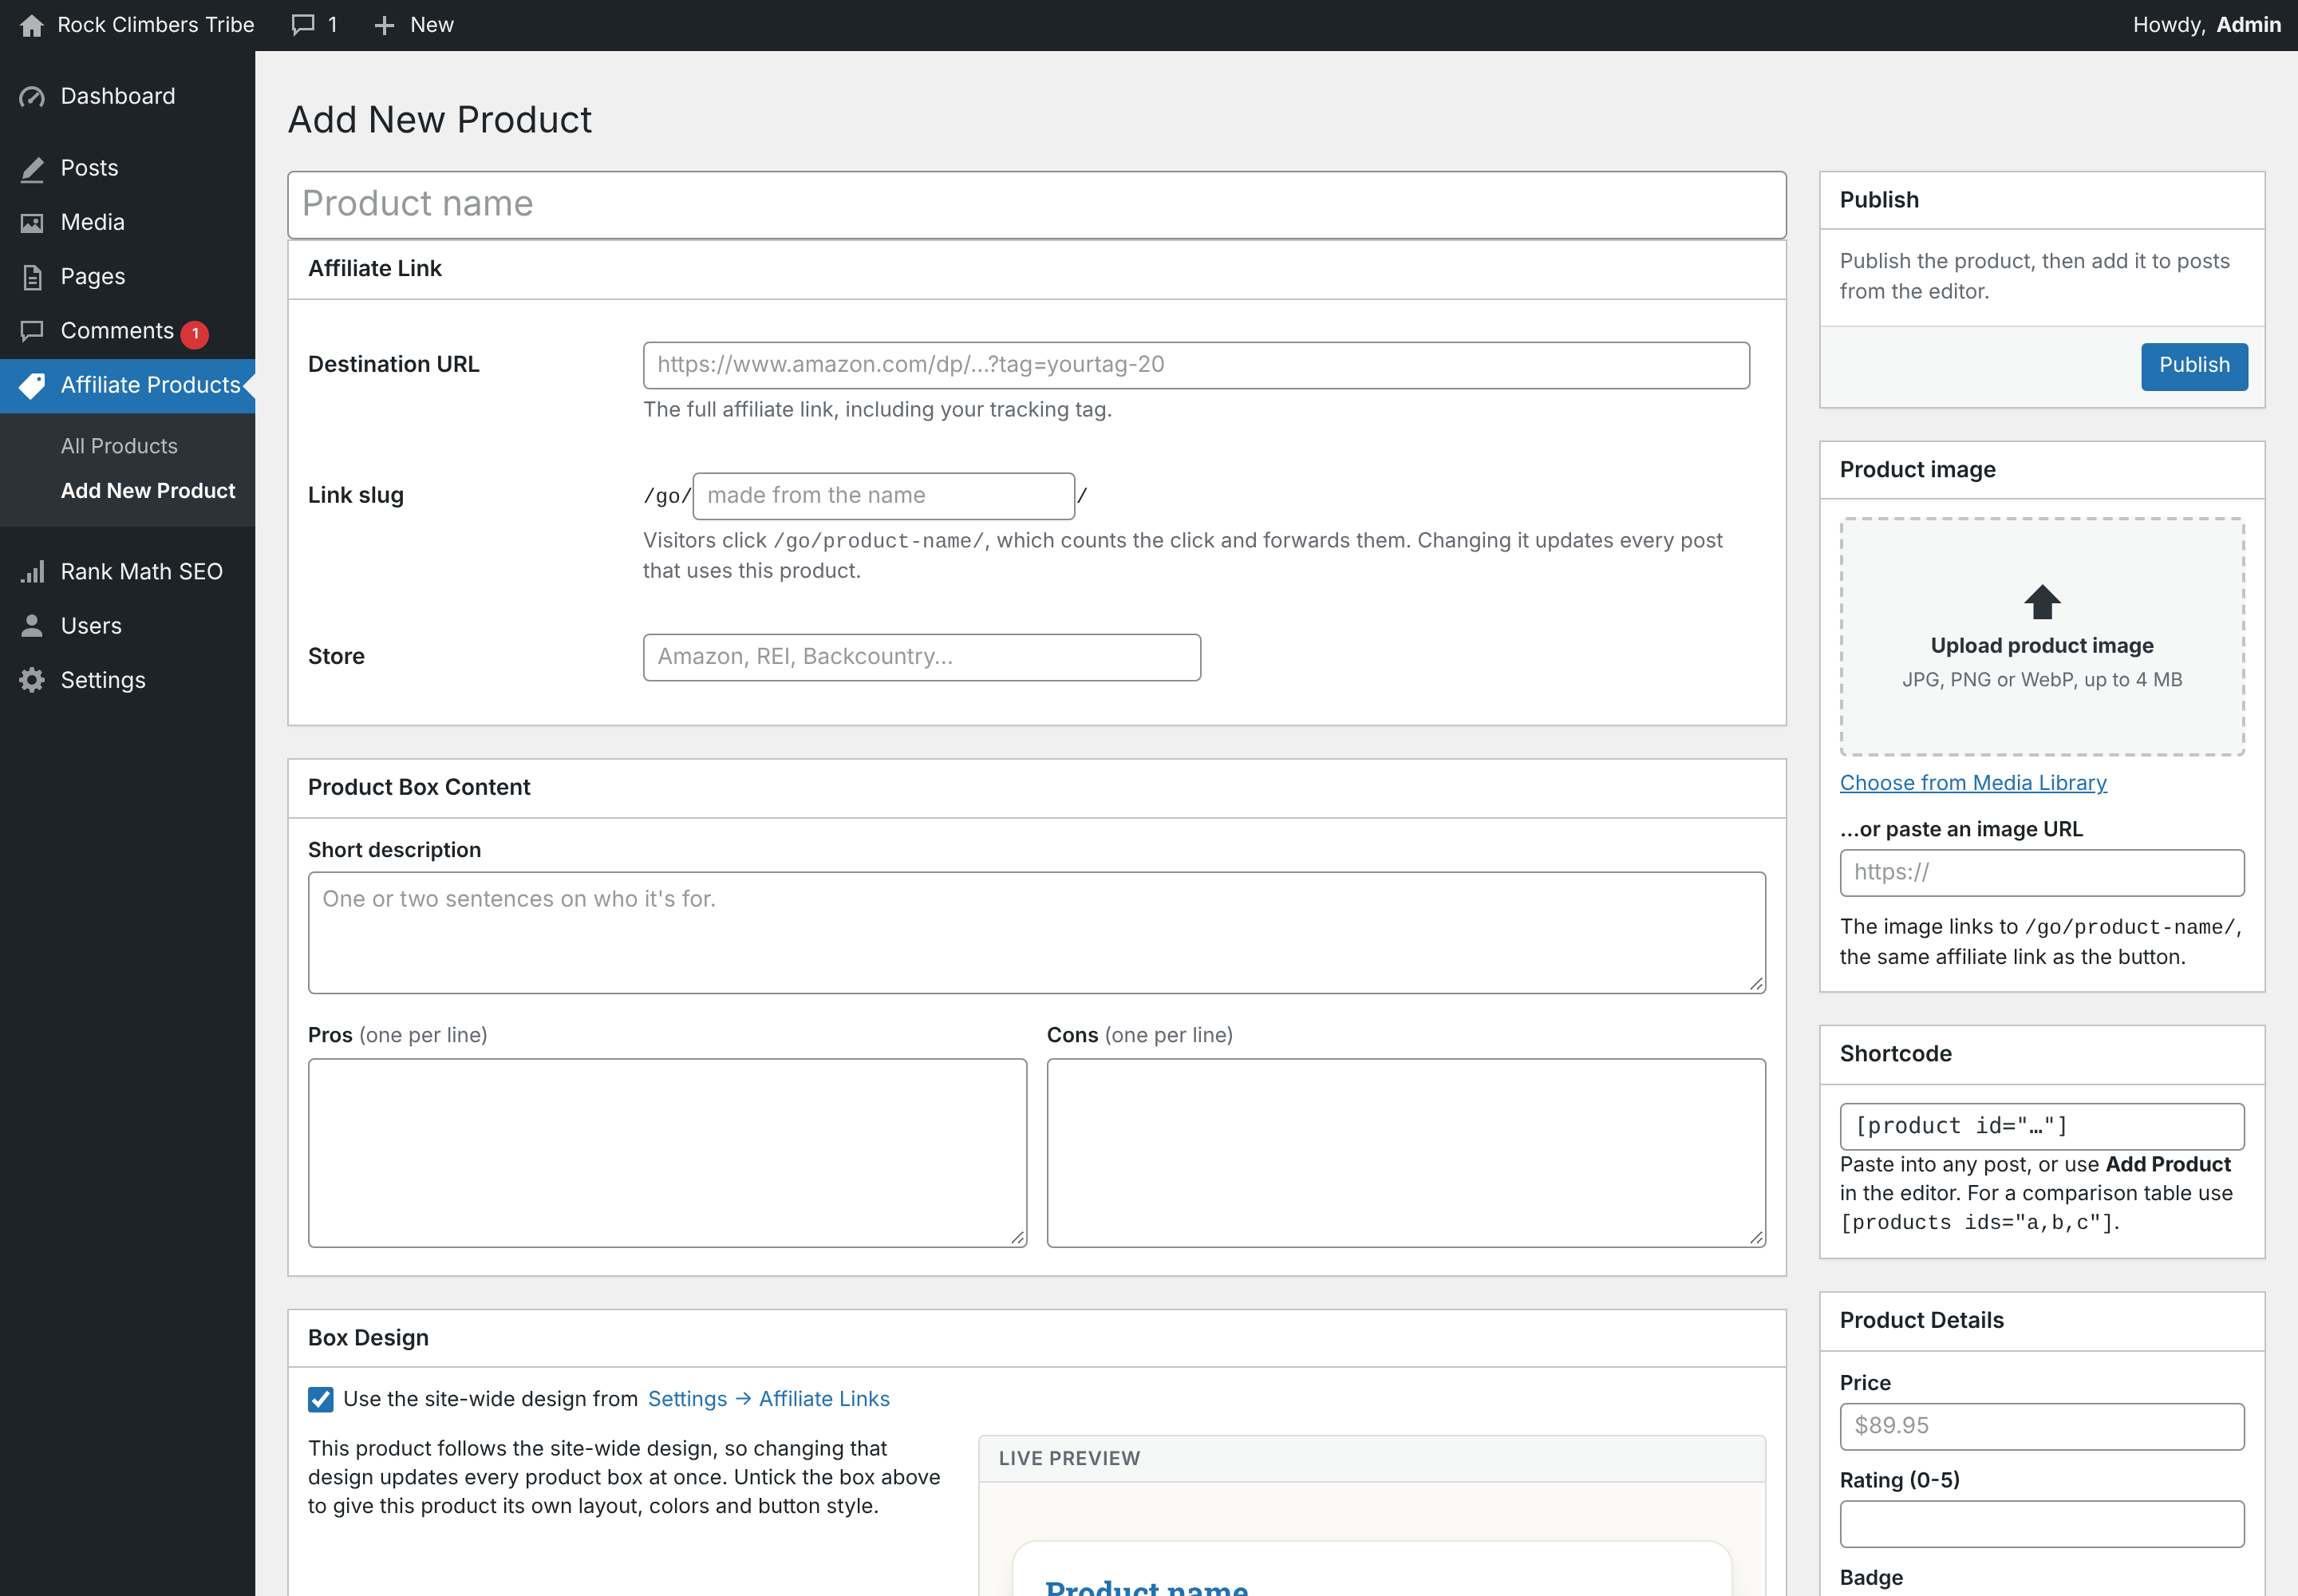 Rock Climbers Tribe
1
New
Howdy, Admin
Dashboard
Posts
Media
Pages
Comments 1
Affiliate Products
All Products
Add New Product
Rank Math SEO
Users
Settings
Add New Product
Product name
Affiliate Link
Destination URL
https://www.amazon.com/dp/...?tag=yourtag-20
The full affiliate link, including your tracking tag.
Link slug
/go/ made from the name /
Visitors click /go/product-name/, which counts the click and forwards them. Changing it updates every post
that uses this product.
Store
Amazon, REI, Backcountry...
Product Box Content
Short description
One or two sentences on who it's for.
Pros (one per line)
Cons (one per line)
Box Design
Use the site-wide design from Settings → Affiliate Links
This product follows the site-wide design, so changing that
design updates every product box at once. Untick the box above
to give this product its own layout, colors and button style.
LIVE PREVIEW
Product name
Publish
Publish the product, then add it to posts
from the editor.
Publish
Product image
Upload product image
JPG, PNG or WebP, up to 4 MB
Choose from Media Library
...or paste an image URL
https://
The image links to /go/product-name/,
the same affiliate link as the button.
Shortcode
[product id="…"]
Paste into any post, or use Add Product
in the editor. For a comparison table use
[products ids="a,b,c"].
Product Details
Price
$89.95
Rating (0-5)
Badge